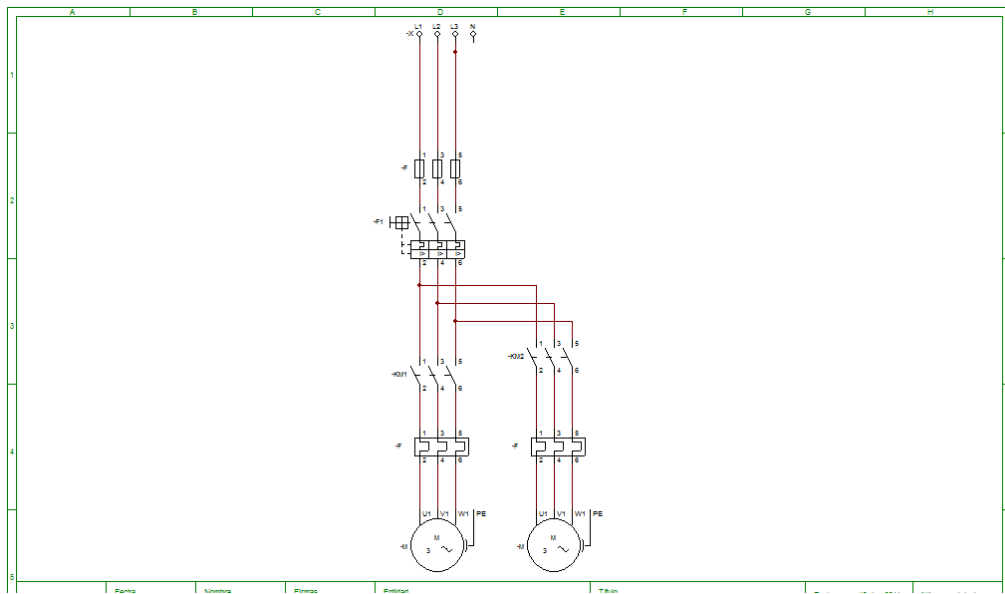 A B C D E F G H
L1 L2 L3 N
-X
1
1 3 5
-F
2 4 6
2
1 3 5
-F1
I> I> I>
2 4 6
3
1 3 5
-KM2
2 4 6
1 3 5
-KM1
2 4 6
4
1 3 5 1 3 5
-F -F
2 4 6 2 4 6
U1 V1 W1 PE U1 V1 W1 PE
M M
-M 3 -M 3
5
Fecha Nombre Firmas Entidad Título